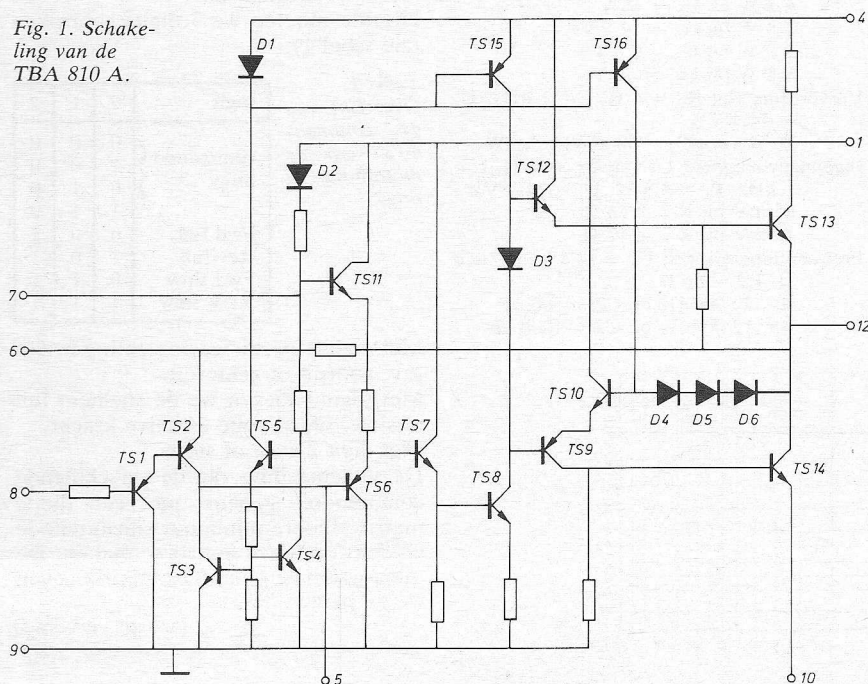 Fig. 1. Schake-
ling van de
TBA 810 A.
D1
TS15
TS16
4
D2
TS12
1
TS11
D3
TS13
7
12
6
TS10
D4
D5
D6
TS1
TS2
TS5
TS7
TS9
TS6
TS8
TS14
8
TS3
TS4
9
5
10